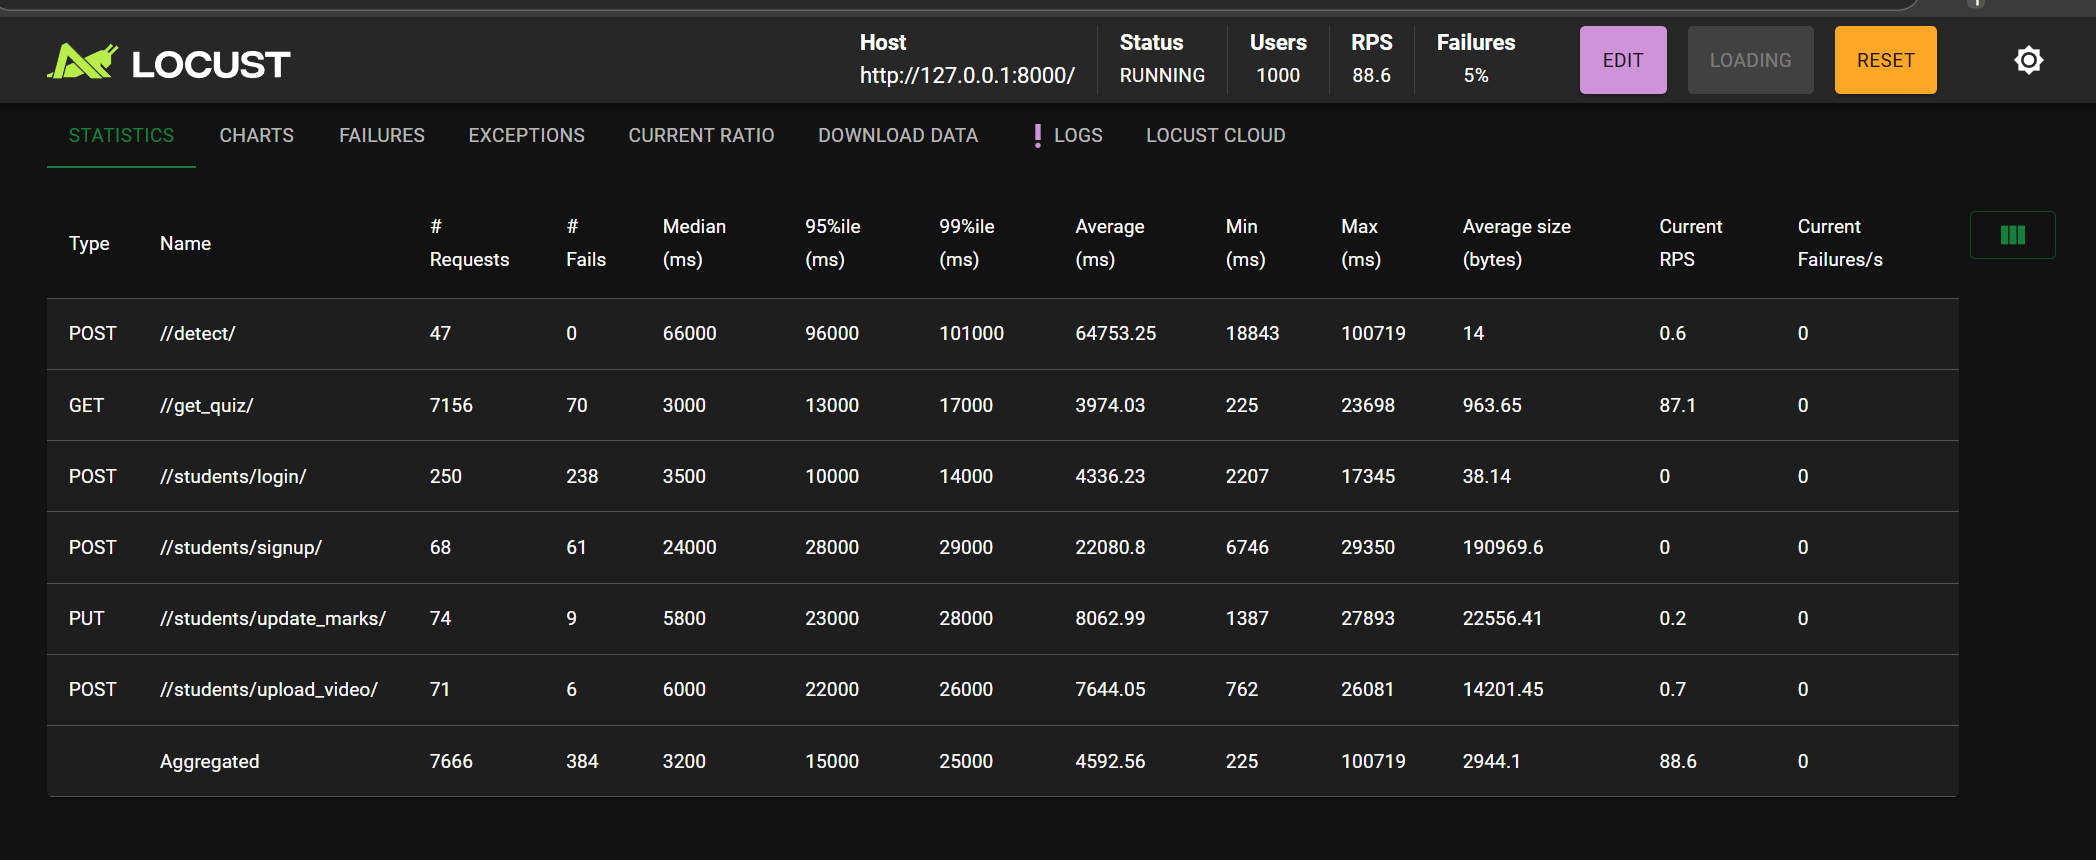 LOCUST
Host
http://127.0.0.1:8000/
Status
RUNNING
Users
1000
RPS
88.6
Failures
5%
EDIT
LOADING
RESET
STATISTICS CHARTS FAILURES EXCEPTIONS CURRENT RATIO DOWNLOAD DATA ! LOGS LOCUST CLOUD
Type Name # Requests # Fails Median (ms) 95%ile (ms) 99%ile (ms) Average (ms) Min (ms) Max (ms) Average size (bytes) Current RPS Current Failures/s
POST //detect/ 47 0 66000 96000 101000 64753.25 18843 100719 14 0.6 0
GET //get_quiz/ 7156 70 3000 13000 17000 3974.03 225 23698 963.65 87.1 0
POST //students/login/ 250 238 3500 10000 14000 4336.23 2207 17345 38.14 0 0
POST //students/signup/ 68 61 24000 28000 29000 22080.8 6746 29350 190969.6 0 0
PUT //students/update_marks/ 74 9 5800 23000 28000 8062.99 1387 27893 22556.41 0.2 0
POST //students/upload_video/ 71 6 6000 22000 26000 7644.05 762 26081 14201.45 0.7 0
Aggregated 7666 384 3200 15000 25000 4592.56 225 100719 2944.1 88.6 0